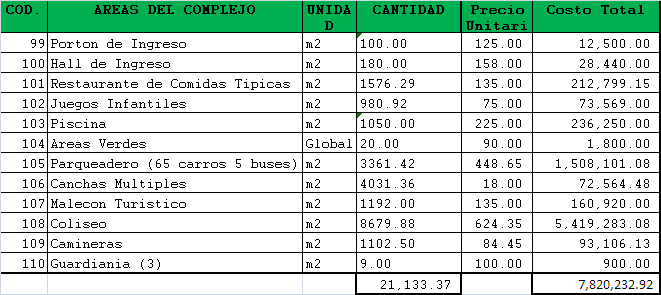 COD. AREAS DEL COMPLEJO UNIDA D CANTIDAD Precio Unitari Costo Total
99 Porton de Ingreso m2 100.00 125.00 12,500.00
100 Hall de Ingreso m2 180.00 158.00 28,440.00
101 Restaurante de Comidas Tipicas m2 1576.29 135.00 212,799.15
102 Juegos Infantiles m2 980.92 75.00 73,569.00
103 Piscina m2 1050.00 225.00 236,250.00
104 Areas Verdes Global 20.00 90.00 1,800.00
105 Parqueadero (65 carros 5 buses) m2 3361.42 448.65 1,508,101.08
106 Canchas Multiples m2 4031.36 18.00 72,564.48
107 Malecon Turistico m2 1192.00 135.00 160,920.00
108 Coliseo m2 8679.88 624.35 5,419,283.08
109 Camineras m2 1102.50 84.45 93,106.13
110 Guardiania (3) m2 9.00 100.00 900.00
21,133.37 7,820,232.92